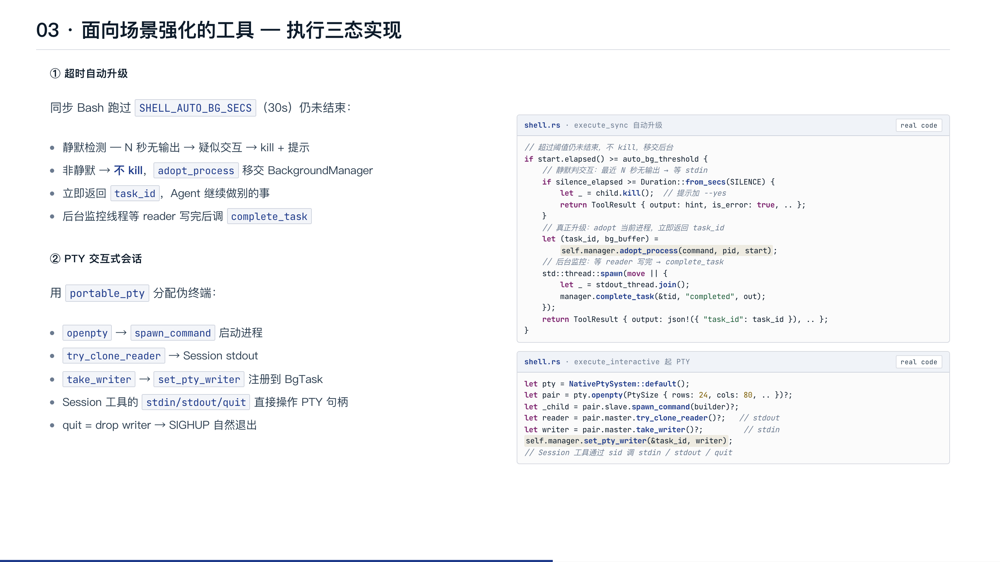 03 · 面向场景强化的工具 — 执行三态实现
① 超时自动升级
同步 Bash 跑过 SHELL_AUTO_BG_SECS（30s）仍未结束：
静默检测 — N 秒无输出 → 疑似交互 → kill + 提示
非静默 → 不 kill，adopt_process 移交 BackgroundManager
立即返回 task_id，Agent 继续做别的事
后台监控线程等 reader 写完后调 complete_task
② PTY 交互式会话
用 portable_pty 分配伪终端：
openpty → spawn_command 启动进程
try_clone_reader → Session stdout
take_writer → set_pty_writer 注册到 BgTask
Session 工具的 stdin/stdout/quit 直接操作 PTY 句柄
quit = drop writer → SIGHUP 自然退出
shell.rs · execute_sync 自动升级 real code
// 超过阈值仍未结束，不 kill，移交后台
if start.elapsed() >= auto_bg_threshold {
    // 静默判交互：最近 N 秒无输出 → 等 stdin
    if silence_elapsed >= Duration::from_secs(SILENCE) {
        let _ = child.kill();  // 提示加 --yes
        return ToolResult { output: hint, is_error: true, .. };
    }
    // 真正升级：adopt 当前进程，立即返回 task_id
    let (task_id, bg_buffer) =
        self.manager.adopt_process(command, pid, start);
    // 后台监控：等 reader 写完 → complete_task
    std::thread::spawn(move || {
        let _ = stdout_thread.join();
        manager.complete_task(&tid, "completed", out);
    });
    return ToolResult { output: json!({ "task_id": task_id }), .. };
}
shell.rs · execute_interactive 起 PTY real code
let pty = NativePtySystem::default();
let pair = pty.openpty(PtySize { rows: 24, cols: 80, .. })?;
let _child = pair.slave.spawn_command(builder)?;
let reader = pair.master.try_clone_reader()?;   // stdout
let writer = pair.master.take_writer()?;         // stdin
self.manager.set_pty_writer(&task_id, writer);
// Session 工具通过 sid 调 stdin / stdout / quit